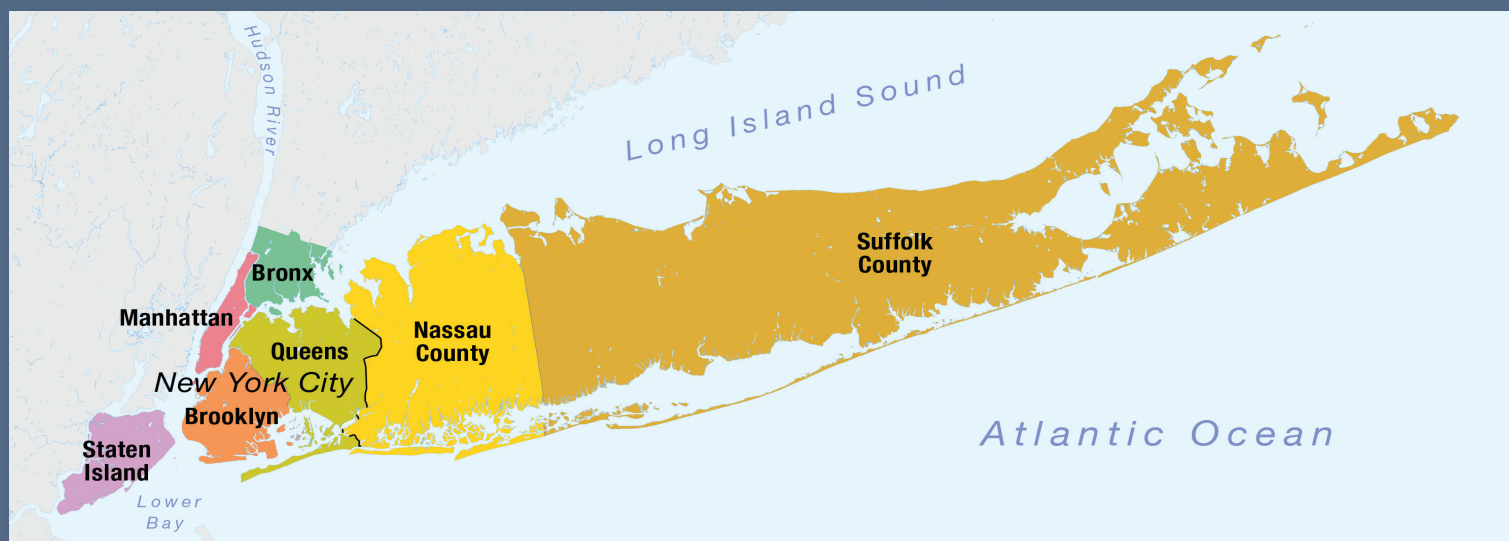 Hudson River
Long Island Sound
Bronx
Manhattan
Suffolk
County
Nassau
County
Queens
New York City
Brooklyn
Staten
Island
Atlantic Ocean
Lower
Bay